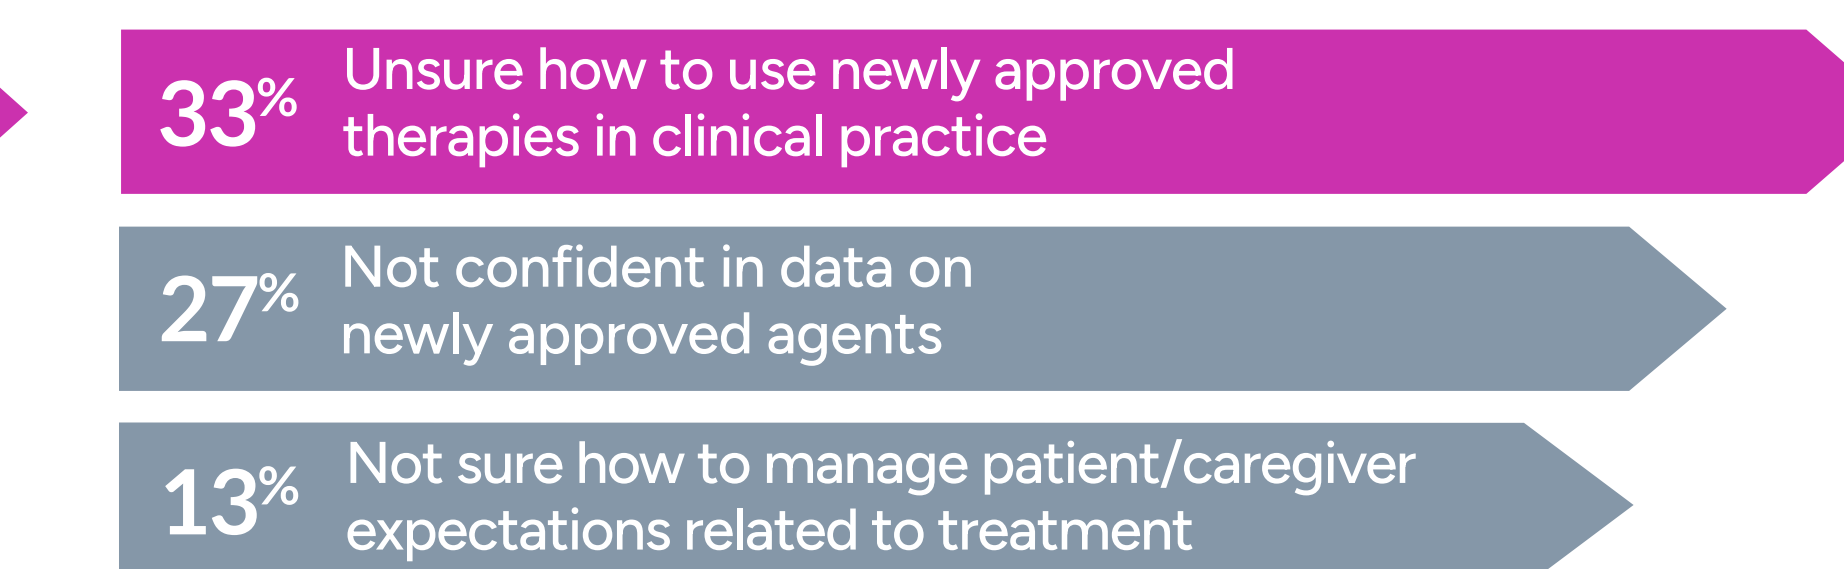 33% Unsure how to use newly approved
therapies in clinical practice
27% Not confident in data on
newly approved agents
13% Not sure how to manage patient/caregiver
expectations related to treatment